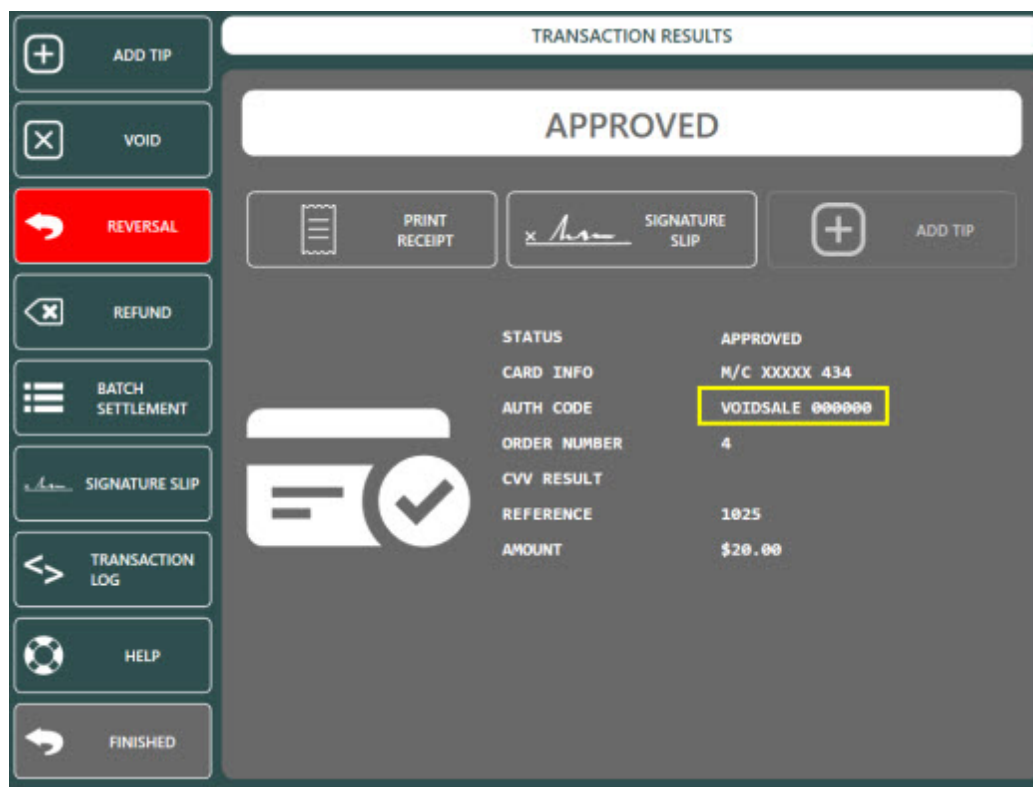 ADD TIP
VOID
REVERSAL
REFUND
BATCH
SETTLEMENT
SIGNATURE SLIP
TRANSACTION
LOG
HELP
FINISHED
TRANSACTION RESULTS
APPROVED
PRINT
RECEIPT
SIGNATURE
SLIP
ADD TIP
STATUS APPROVED
CARD INFO M/C XXXXX 434
AUTH CODE VOIDSALE 000000
ORDER NUMBER 4
CVV RESULT
REFERENCE 1025
AMOUNT $20.00